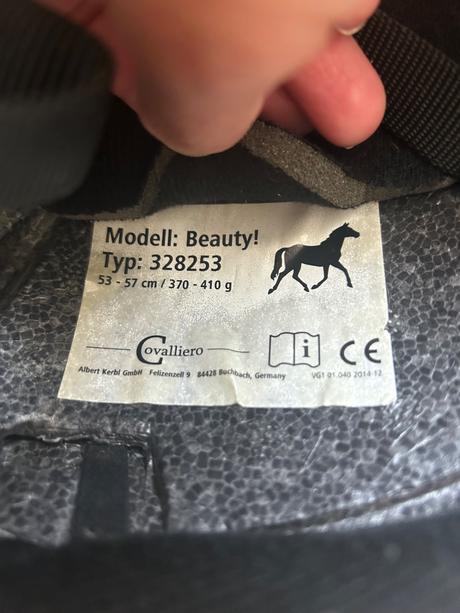 Modell: Beauty!
Typ: 328253
53 - 57 cm / 370 - 410 g
Covalliero
i CE
Albert Kerbl GmbH Felizenzell 9 84428 Buchbach, Germany VG1 01.040 2014-12